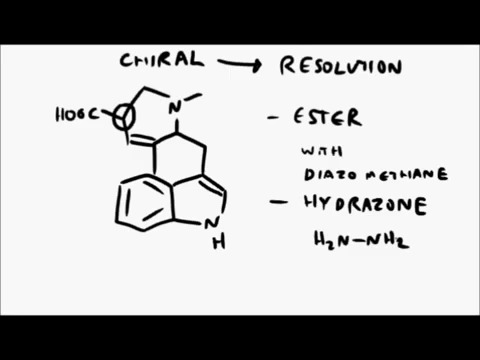 CHIRAL → RESOLUTION
HOOC
N
- ESTER
WITH
DIAZO METHANE
- HYDRAZONE
N
H
H₂N-NH₂